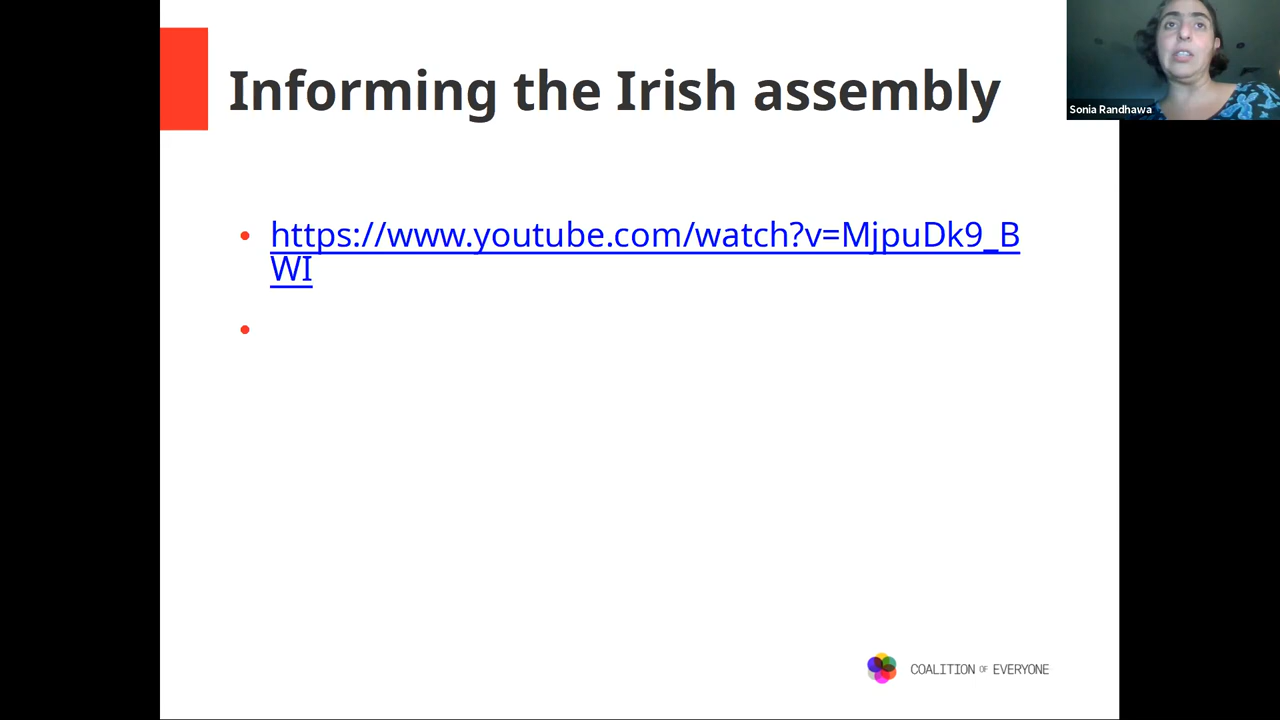 Informing the Irish assembly
Sonia Randhawa
https://www.youtube.com/watch?v=MjpuDk9_B
WI
COALITION OF EVERYONE